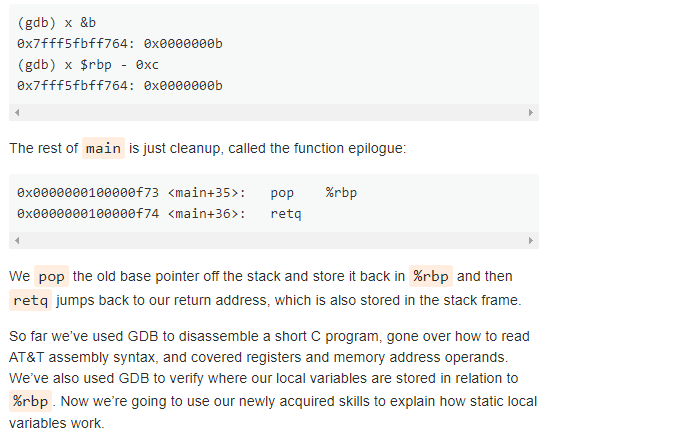 (gdb) x &b
0x7fff5fbff764: 0x0000000b
(gdb) x $rbp - 0xc
0x7fff5fbff764: 0x0000000b
The rest of main is just cleanup, called the function epilogue:
0x0000000100000f73 <main+35>:   pop    %rbp
0x0000000100000f74 <main+36>:   retq
We pop the old base pointer off the stack and store it back in %rbp and then
retq jumps back to our return address, which is also stored in the stack frame.
So far we’ve used GDB to disassemble a short C program, gone over how to read
AT&T assembly syntax, and covered registers and memory address operands.
We’ve also used GDB to verify where our local variables are stored in relation to
%rbp. Now we’re going to use our newly acquired skills to explain how static local
variables work.